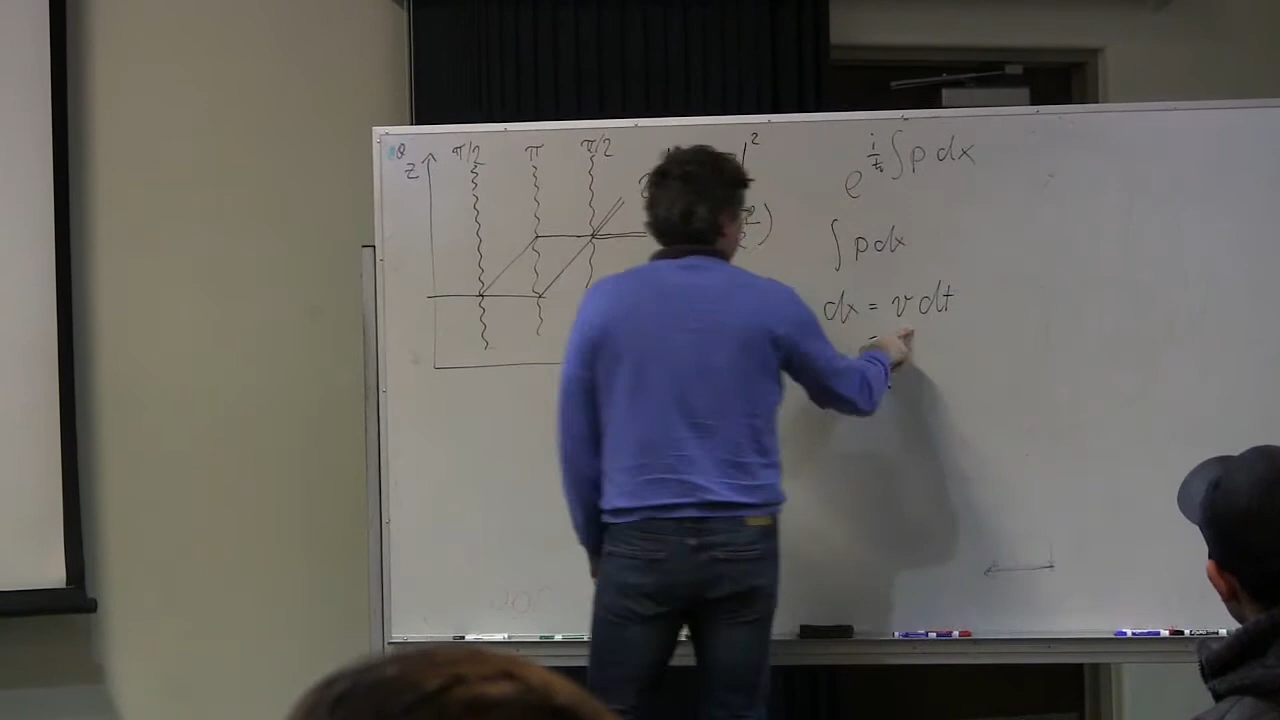 π/2 π π/2
z
2
e^{i/ħ ∫ p dx}
∫ p dx
dx = v dt
=